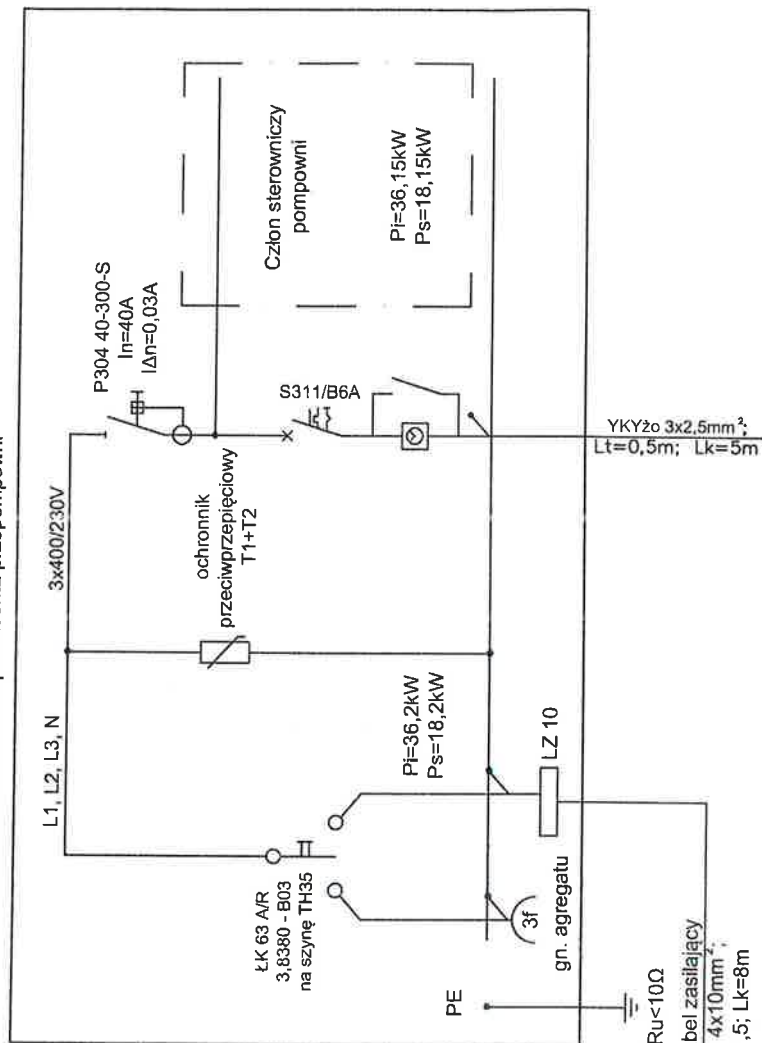 L1, L2, L3, N
3x400/230V
P304 40-300-S
In=40A
IΔn=0,03A
Człon sterowniczy
pompowni
Pi=36,15kW
Ps=18,15kW
S311/B6A
ochronnik
przeciwprzepięciowy
T1+T2
ŁK 63 A/R
3,8380 - B03
na szynę TH35
Pi=36,2kW
Ps=18,2kW
PE
3f
gn. agregatu
LZ 10
YKYżo 3x2,5mm²;
Lt=0,5m; Lk=5m
Ru<10Ω
bel zasilający
4x10mm²;
,5; Lk=8m